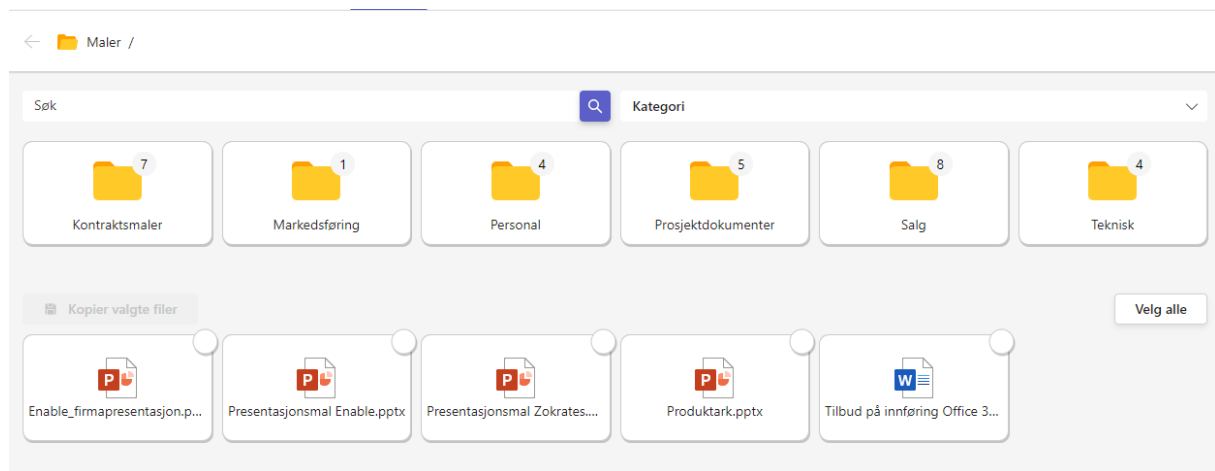 Maler /
Søk
Kategori
7
1
4
5
8
4
Kontraktsmaler
Markedsføring
Personal
Prosjektdokumenter
Salg
Teknisk
Kopier valgte filer
Velg alle
P
P
P
P
W
Enable_firmapresentasjon.p...
Presentasjonsmal Enable.pptx
Presentasjonsmal Zokrates....
Produktark.pptx
Tilbud på innføring Office 3...